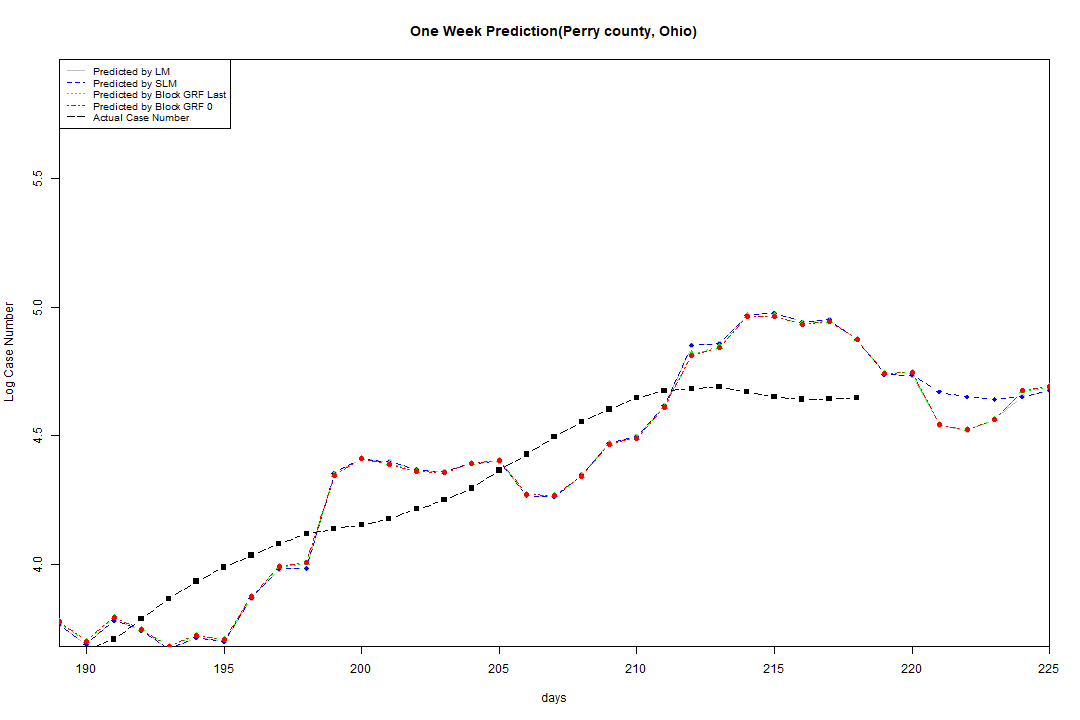 One Week Prediction(Perry county, Ohio)
Predicted by LM
Predicted by SLM
Predicted by Block GRF Last
Predicted by Block GRF 0
Actual Case Number
5.5
5.0
4.5
4.0
Log Case Number
190 195 200 205 210 215 220 225
days